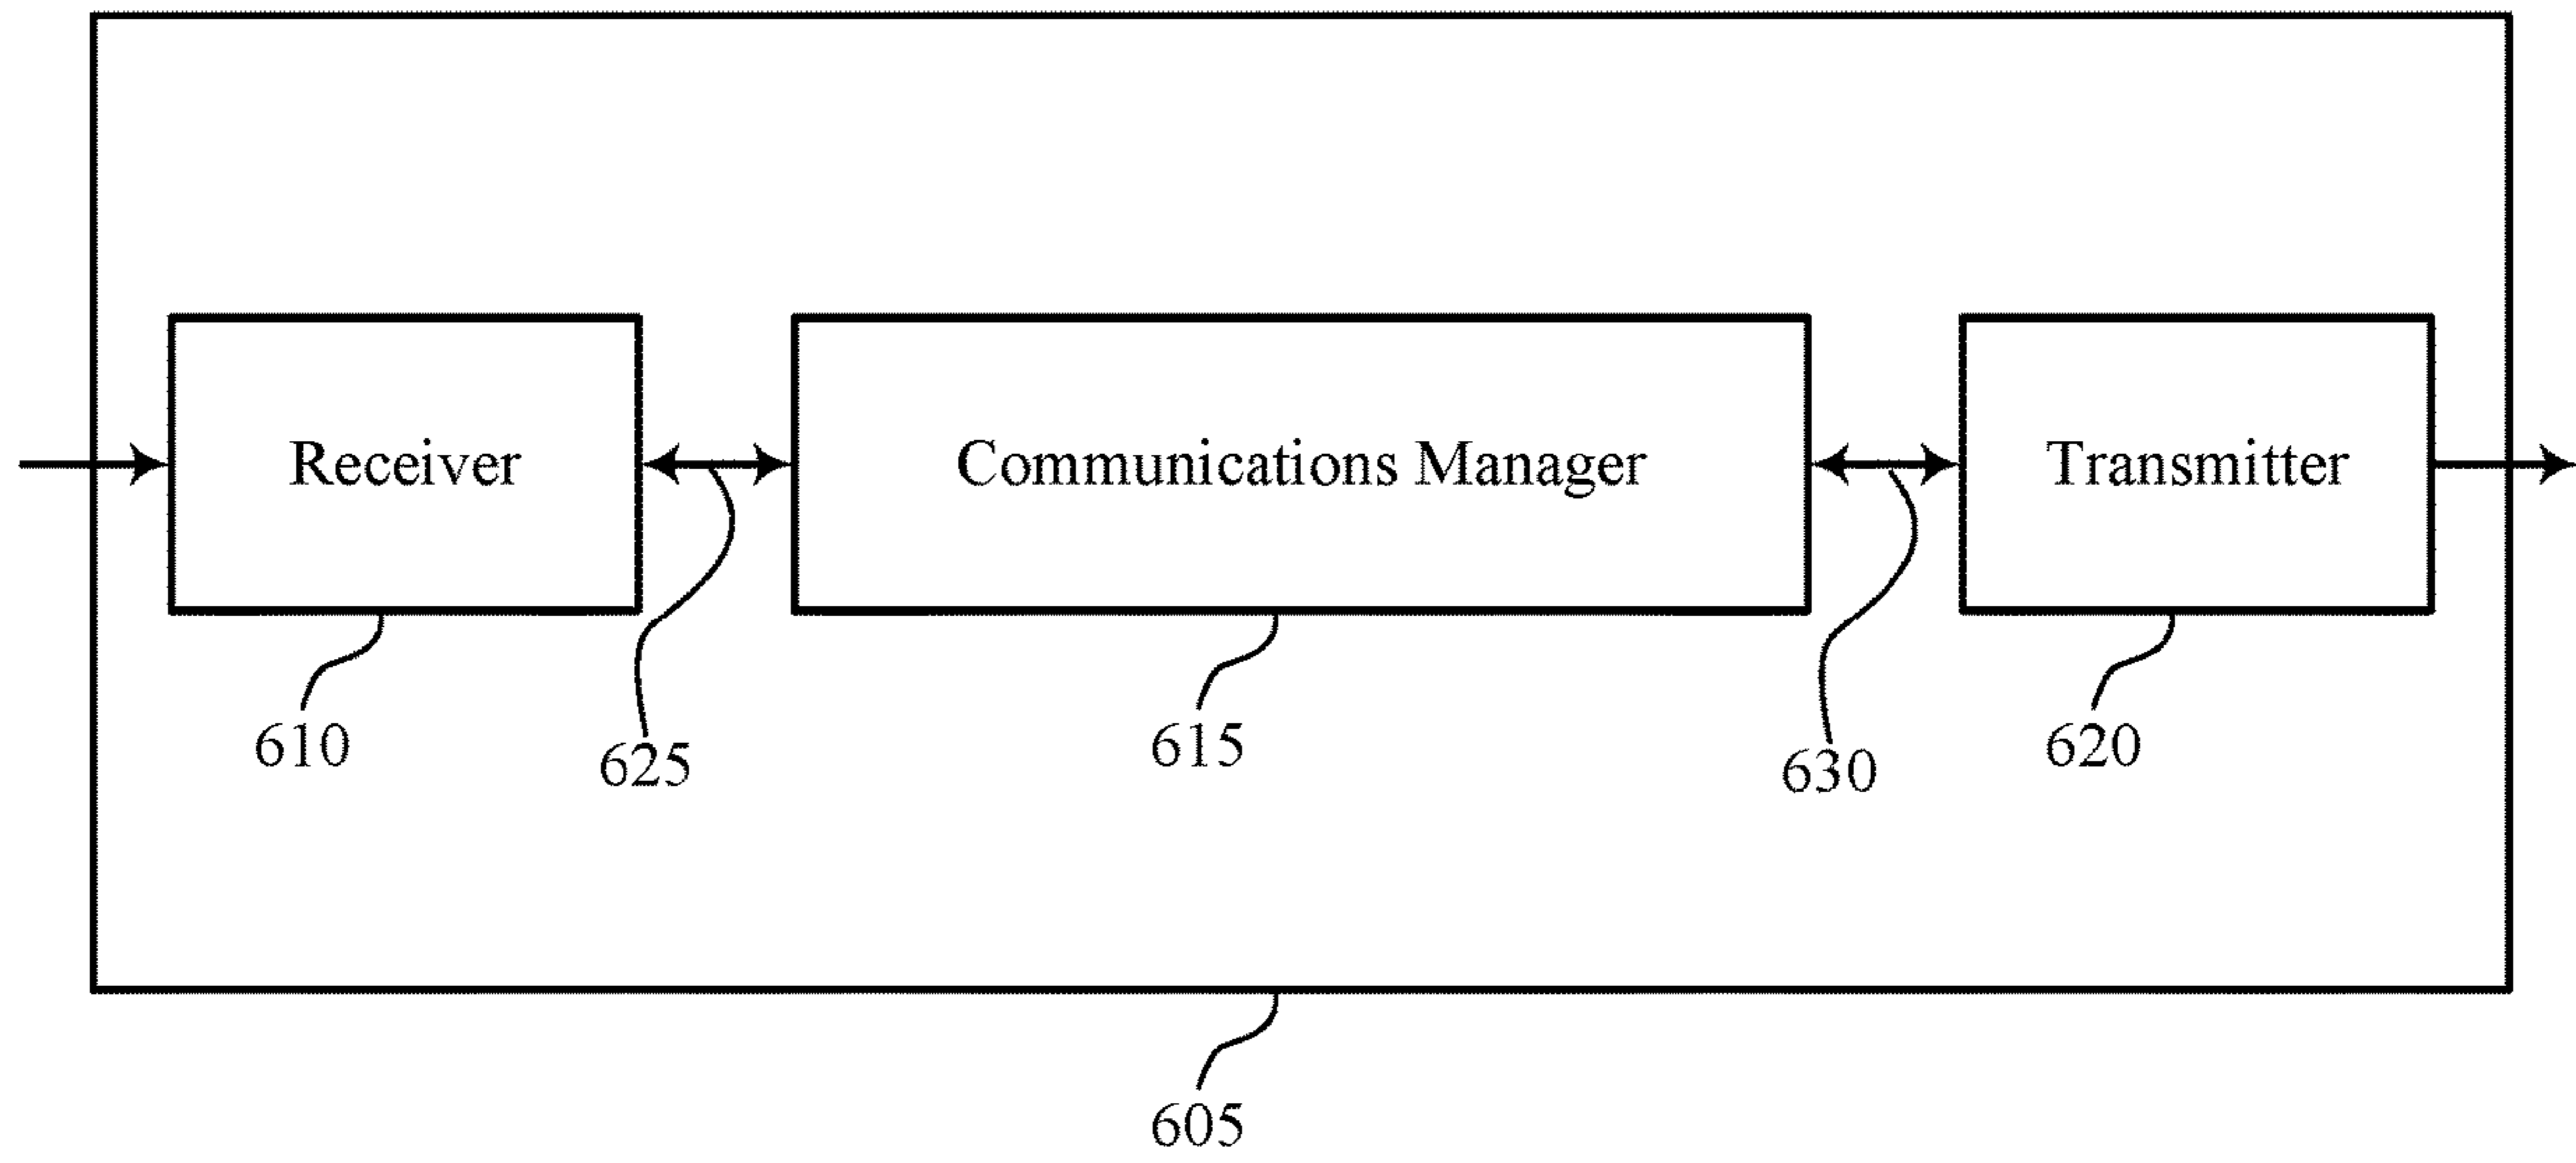 Receiver
Communications Manager
Transmitter
610
625
615
630
620
605